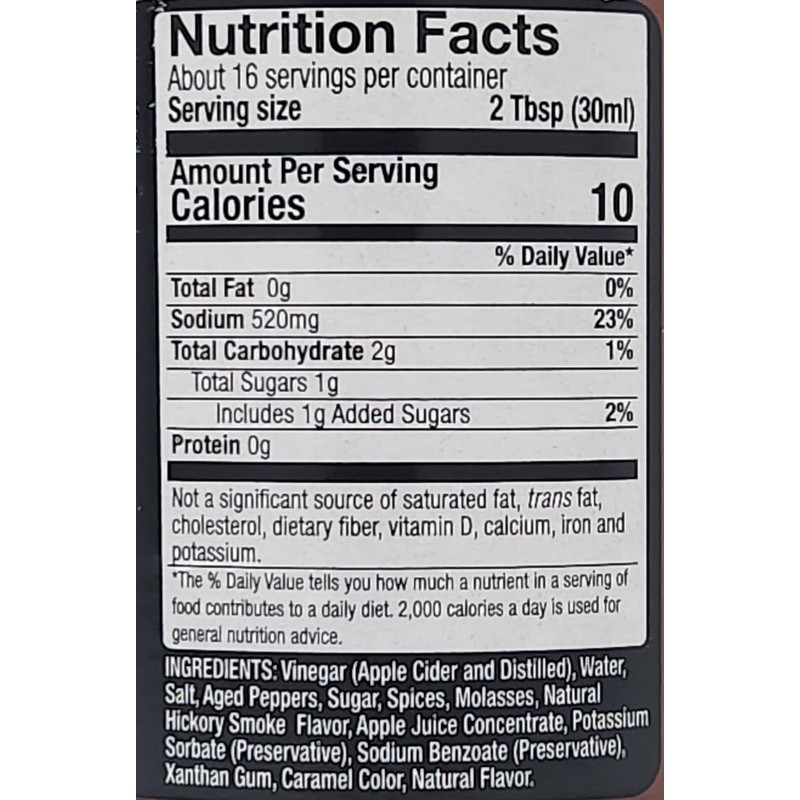 Nutrition Facts
About 16 servings per container
Serving size 2 Tbsp (30ml)
Amount Per Serving
Calories 10
% Daily Value*
Total Fat 0g 0%
Sodium 520mg 23%
Total Carbohydrate 2g 1%
Total Sugars 1g
Includes 1g Added Sugars 2%
Protein 0g
Not a significant source of saturated fat, trans fat,
cholesterol, dietary fiber, vitamin D, calcium, iron and
potassium.
*The % Daily Value tells you how much a nutrient in a serving of
food contributes to a daily diet. 2,000 calories a day is used for
general nutrition advice.
INGREDIENTS: Vinegar (Apple Cider and Distilled), Water,
Salt, Aged Peppers, Sugar, Spices, Molasses, Natural
Hickory Smoke Flavor, Apple Juice Concentrate, Potassium
Sorbate (Preservative), Sodium Benzoate (Preservative),
Xanthan Gum, Caramel Color, Natural Flavor.